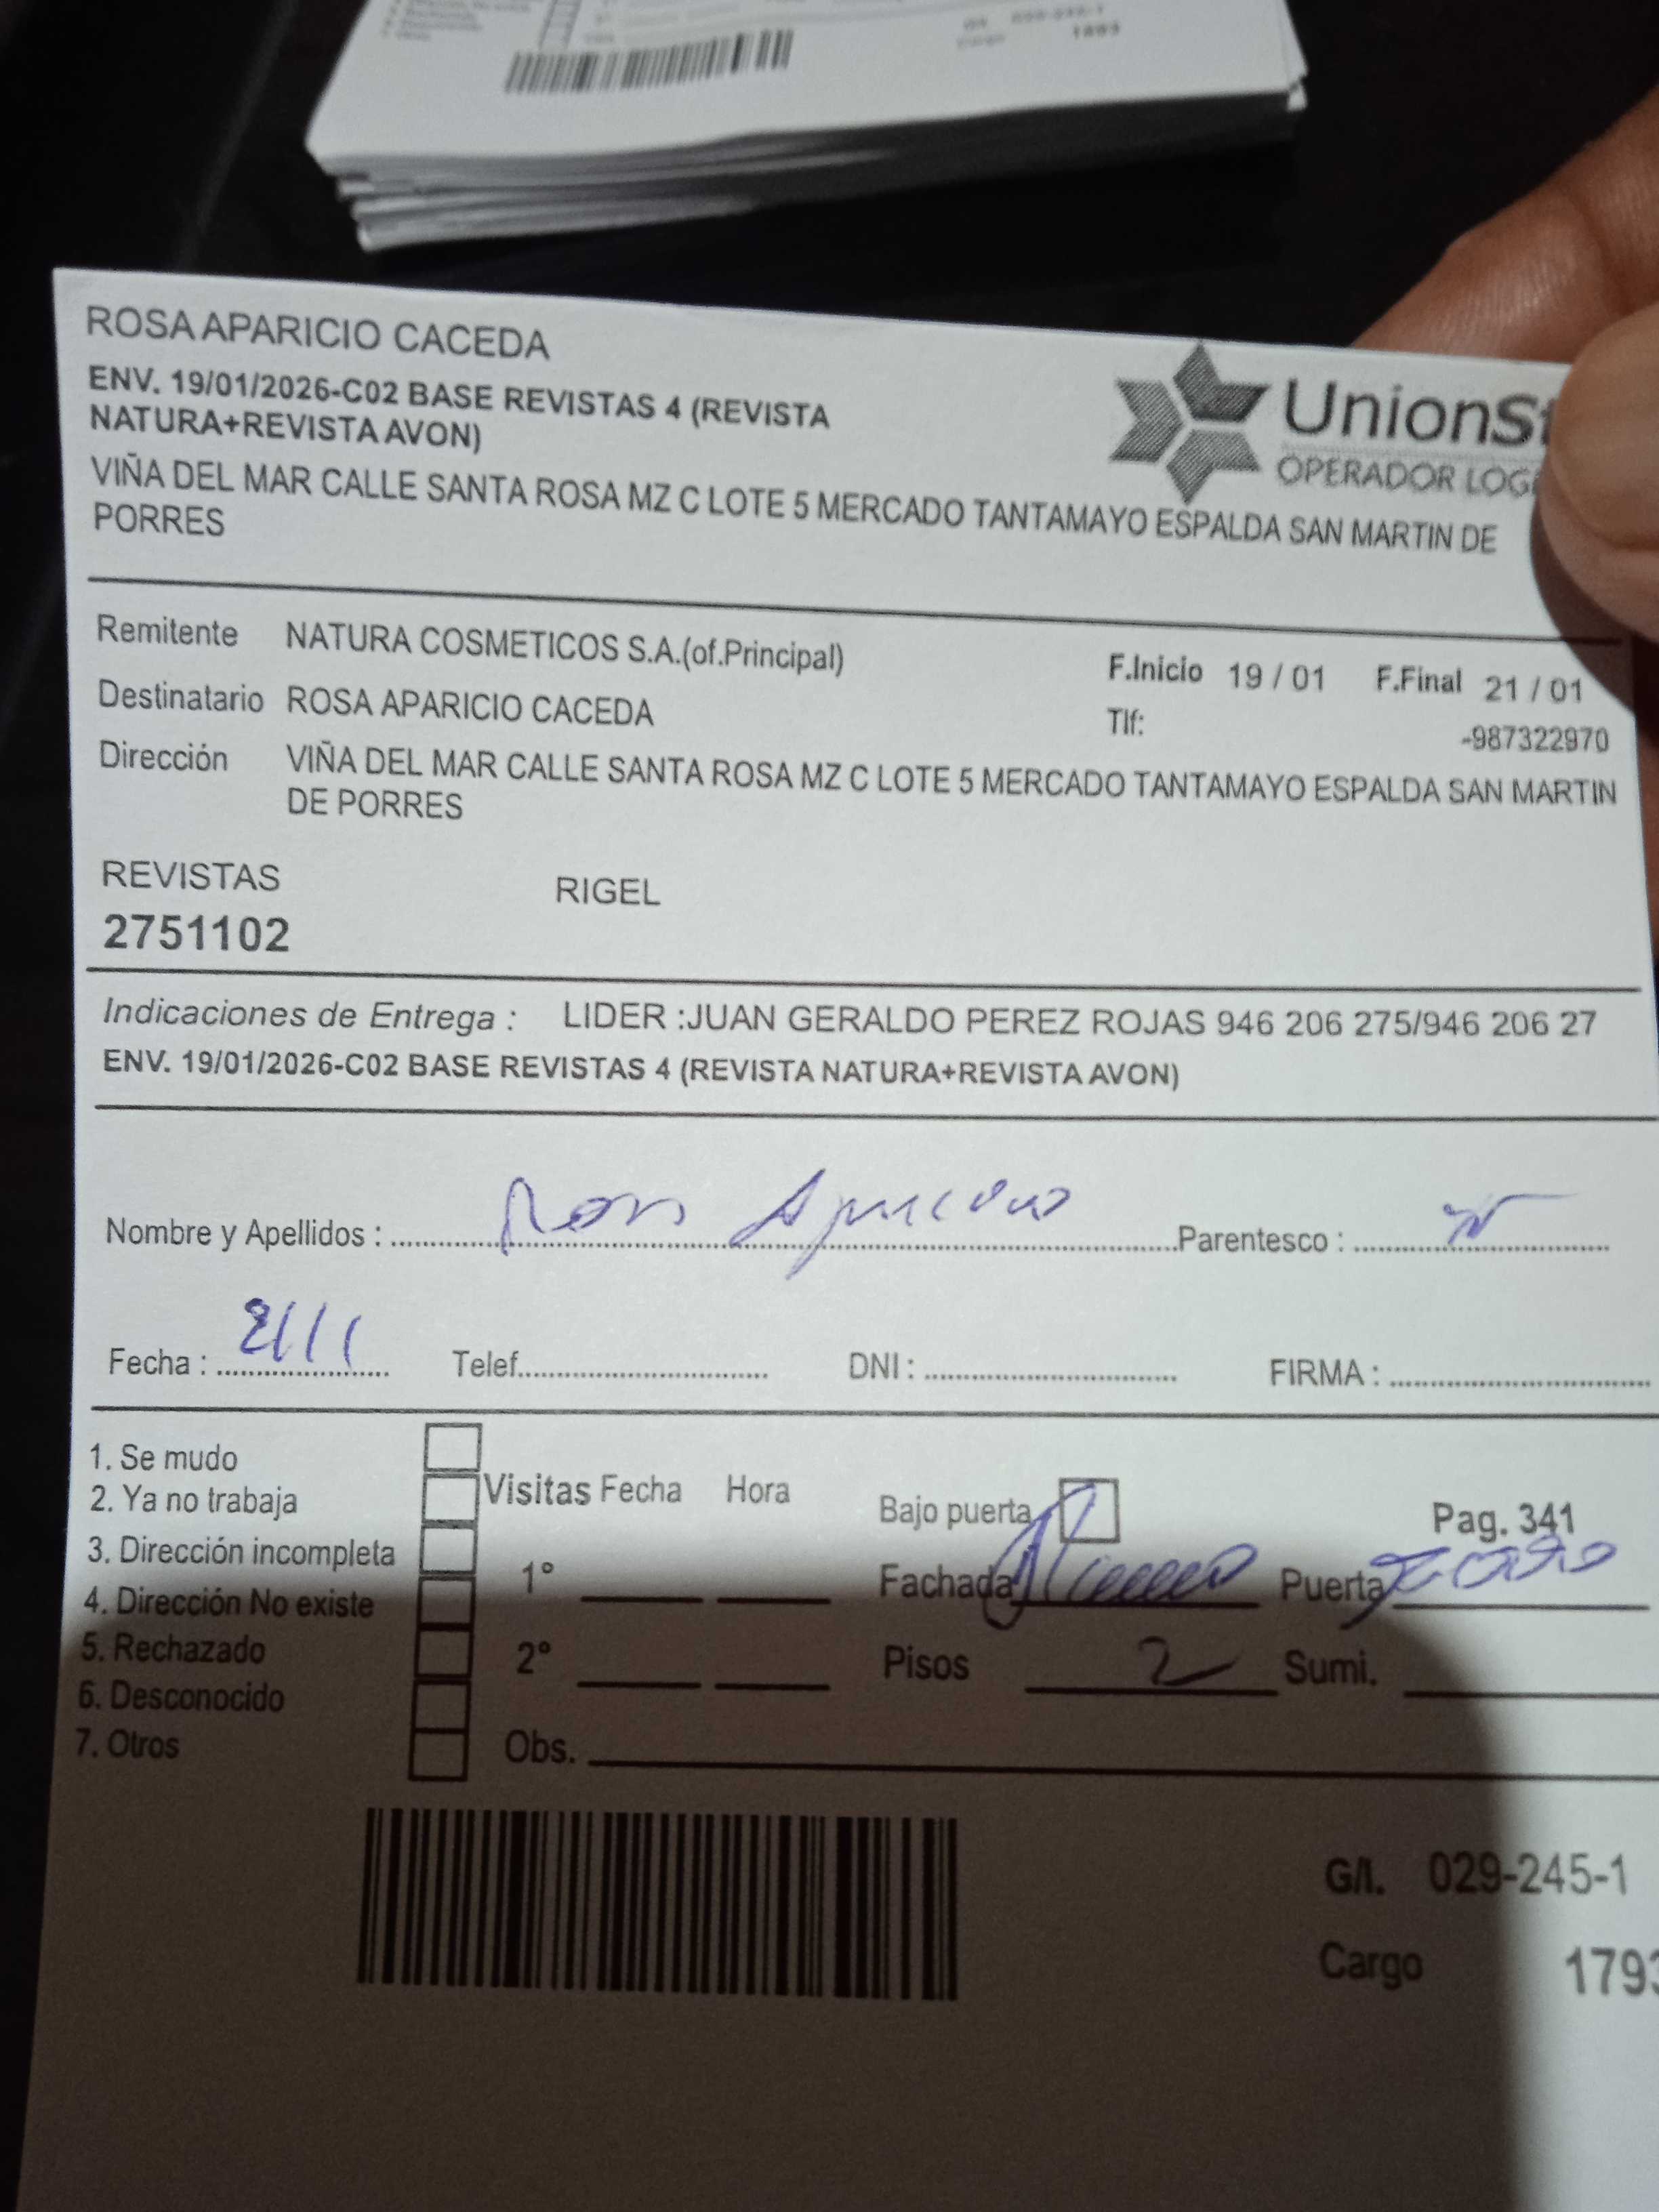 1893
ROSA APARICIO CACEDA
ENV. 19/01/2026-C02 BASE REVISTAS 4 (REVISTA
NATURA+REVISTA AVON)
UnionSt
OPERADOR LOGI
VIÑA DEL MAR CALLE SANTA ROSA MZ C LOTE 5 MERCADO TANTAMAYO ESPALDA SAN MARTIN DE
PORRES
Remitente NATURA COSMETICOS S.A.(of.Principal) F.Inicio 19 / 01 F.Final 21 / 01
Destinatario ROSA APARICIO CACEDA Tlf: -987322970
Dirección VIÑA DEL MAR CALLE SANTA ROSA MZ C LOTE 5 MERCADO TANTAMAYO ESPALDA SAN MARTIN
DE PORRES
REVISTAS RIGEL
2751102
Indicaciones de Entrega : LIDER :JUAN GERALDO PEREZ ROJAS 946 206 275/946 206 27
ENV. 19/01/2026-C02 BASE REVISTAS 4 (REVISTA NATURA+REVISTA AVON)
Nombre y Apellidos : Rosa Aparicio Parentesco :
Fecha : Telef. DNI : FIRMA :
1. Se mudo
2. Ya no trabaja Visitas Fecha Hora Bajo puerta Pag. 341
3. Dirección incompleta 1° Fachada Puerta
4. Dirección No existe
5. Rechazado 2° Pisos 2 Sumi.
6. Desconocido
7. Otros Obs.
G/I. 029-245-1
Cargo 1793